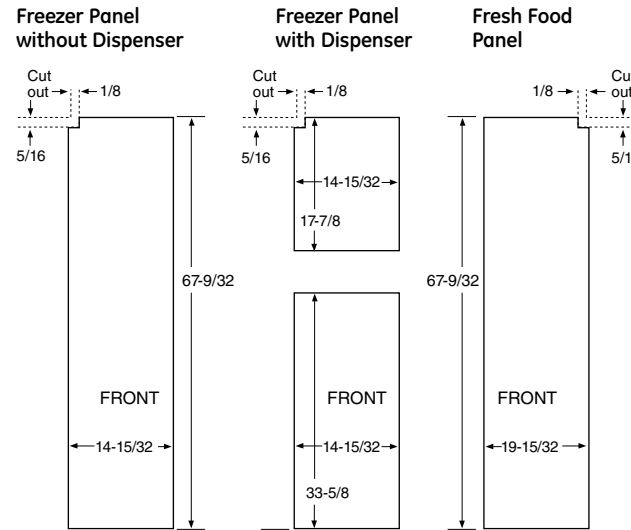 Freezer Panel
without Dispenser
Cut
out
1/8
5/16
67-9/32
FRONT
14-15/32
Freezer Panel
with Dispenser
Cut
out
1/8
5/16
14-15/32
17-7/8
FRONT
14-15/32
33-5/8
Fresh Food
Panel
1/8
67-9/32
FRONT
19-15/32